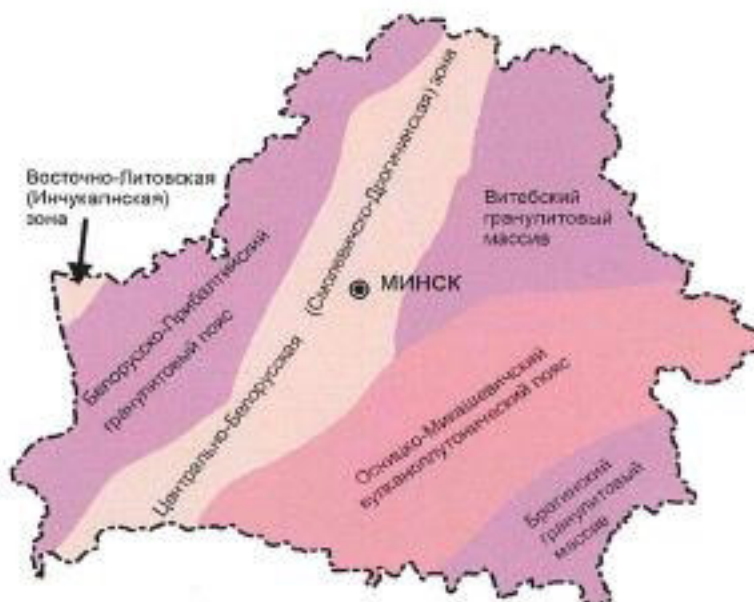 Восточно-Литовская
(Инчукалнская)
зона
Белорусско-Прибалтийский
гранулитовый пояс
Центрально-Белорусская (Смолевичско-Дрогичинская) зона
Витебский
гранулитовый
массив
МИНСК
Осницко-Микашевичский
вулканоплутонический пояс
Брагинский
гранулитовый
массив